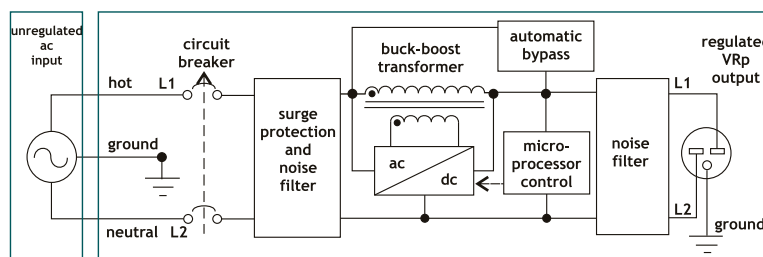 unregulated
ac
input
circuit
breaker
hot
L1
ground
neutral
L2
surge
protection
and
noise
filter
buck-boost
transformer
automatic
bypass
ac
dc
micro-
processor
control
noise
filter
regulated
VRp
output
L1
L2
ground